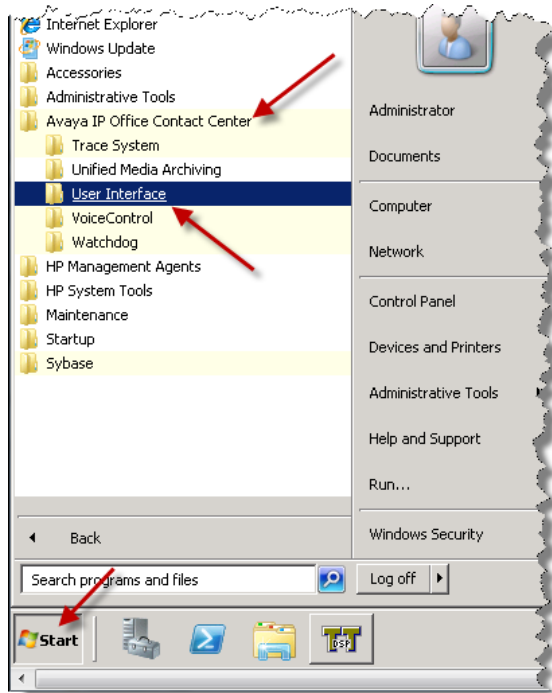 Internet Explorer
Windows Update
Accessories
Administrative Tools
Avaya IP Office Contact Center
Trace System
Unified Media Archiving
User Interface
VoiceControl
Watchdog
HP Management Agents
HP System Tools
Maintenance
Startup
Sybase
Back
Search programs and files
Administrator
Documents
Computer
Network
Control Panel
Devices and Printers
Administrative Tools
Help and Support
Run...
Windows Security
Log off
Start
DSP